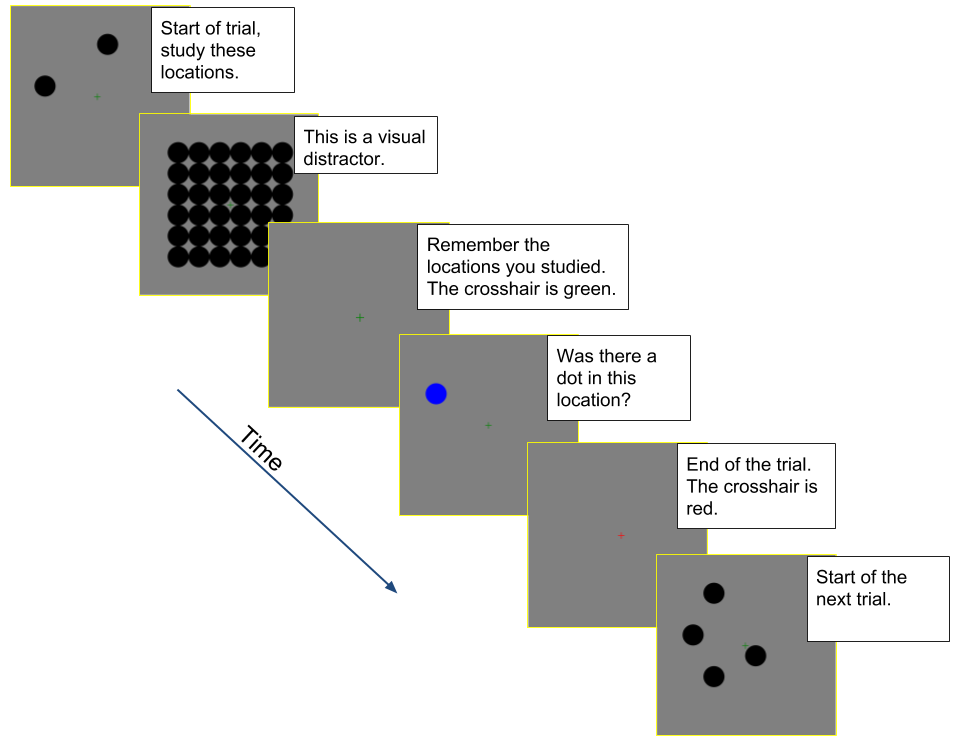 Start of trial,
study these
locations.
This is a visual
distractor.
Remember the
locations you studied.
The crosshair is green.
Was there a
dot in this
location?
Time
End of the trial.
The crosshair is
red.
Start of the
next trial.